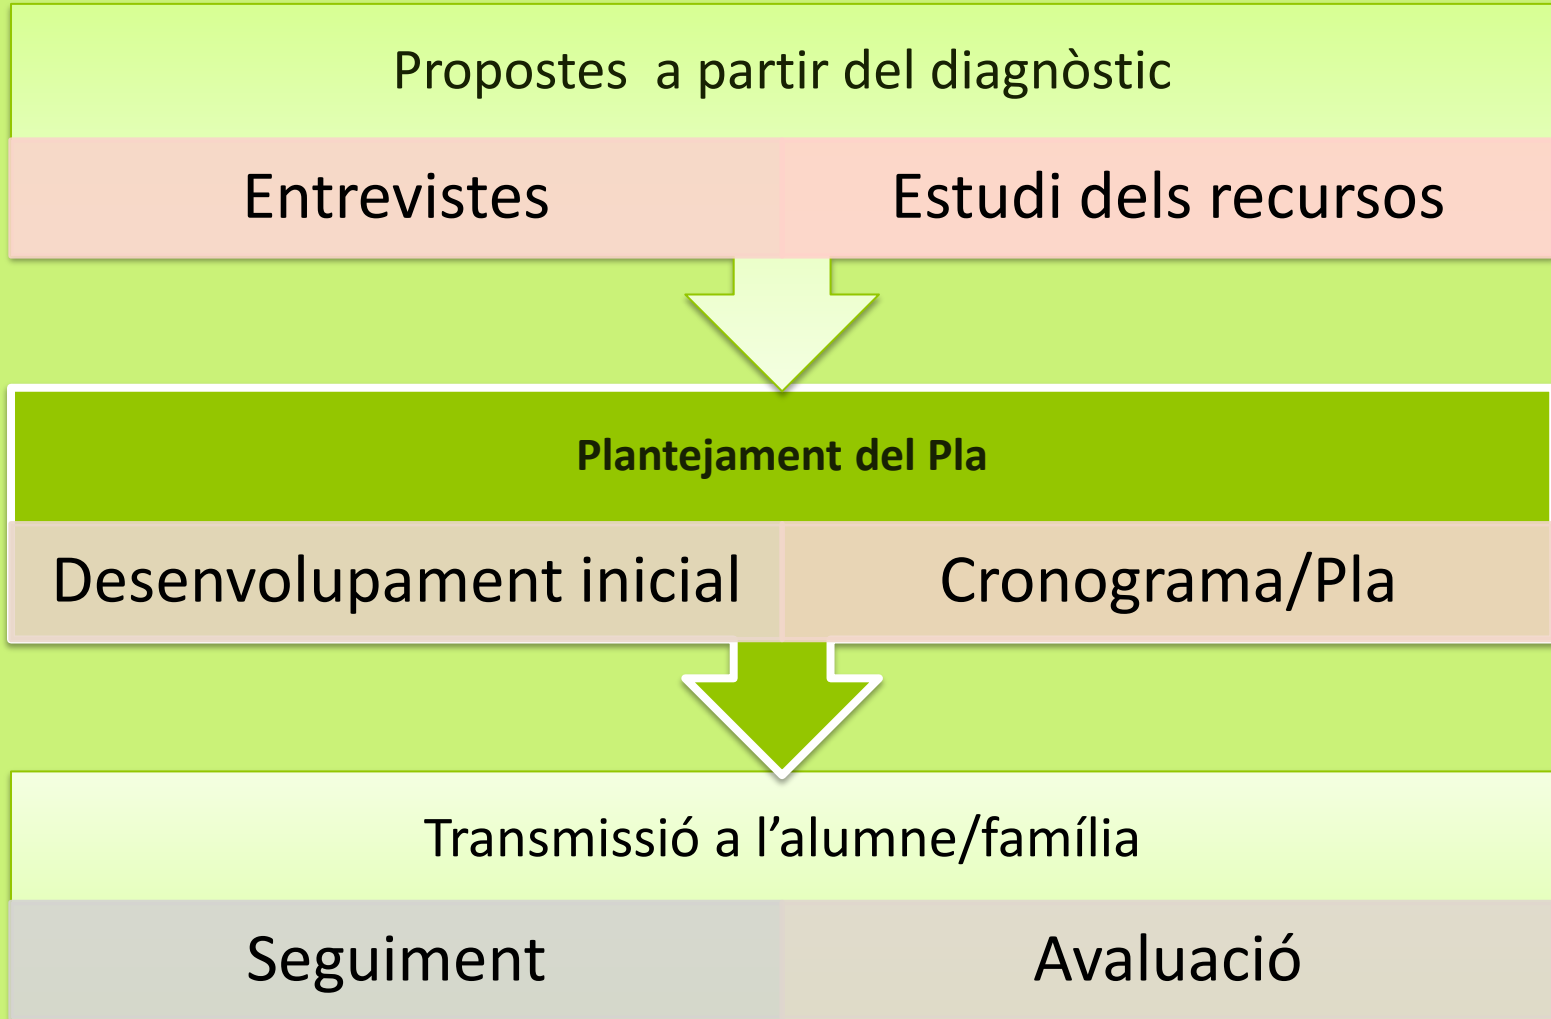 Propostes  a partir del diagnòstic
Entrevistes
Estudi dels recursos
Plantejament del Pla
Desenvolupament inicial
Cronograma/Pla
Transmissió a l’alumne/família
Seguiment
Avaluació